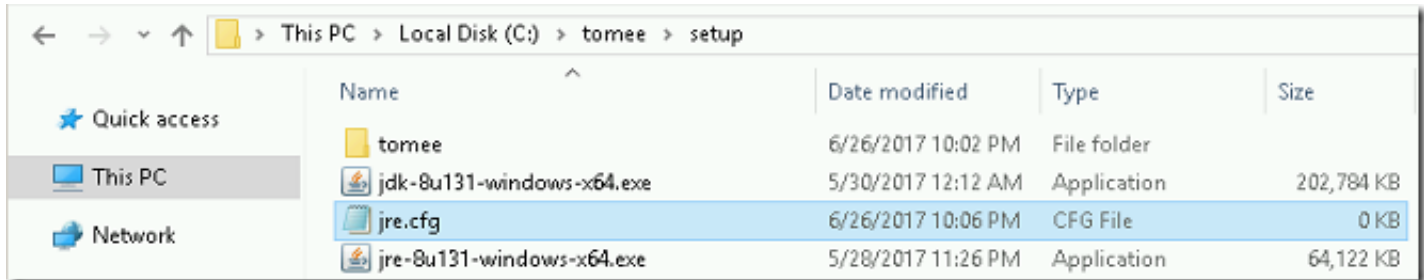 This PC > Local Disk (C:) > tomee > setup
Name Date modified Type Size
Quick access
tomee 6/26/2017 10:02 PM File folder
This PC
jdk-8u131-windows-x64.exe 5/30/2017 12:12 AM Application 202,784 KB
jre.cfg 6/26/2017 10:06 PM CFG File 0 KB
Network
jre-8u131-windows-x64.exe 5/28/2017 11:26 PM Application 64,122 KB